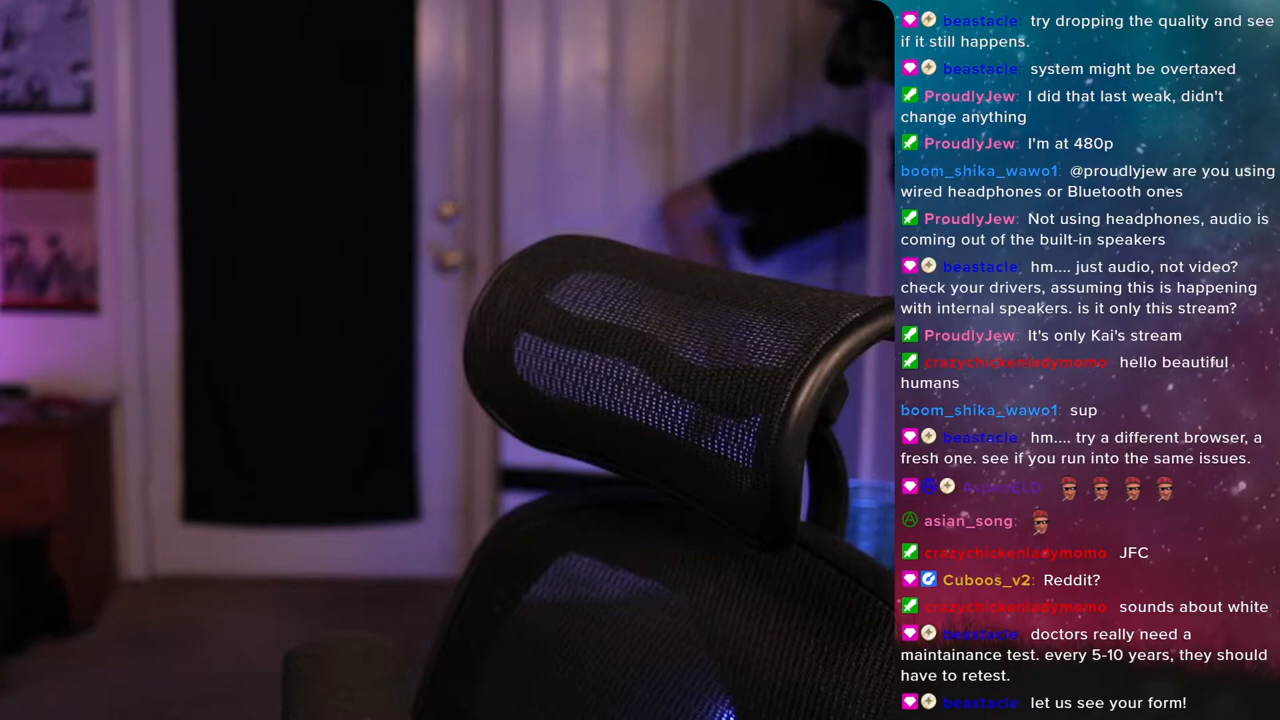 beastacle: try dropping the quality and see
if it still happens.
beastacle: system might be overtaxed
ProudlyJew: I did that last weak, didn't
change anything
ProudlyJew: I'm at 480p
boom_shika_wawo1: @proudlyjew are you using
wired headphones or Bluetooth ones
ProudlyJew: Not using headphones, audio is
coming out of the built-in speakers
beastacle: hm.... just audio, not video?
check your drivers, assuming this is happening
with internal speakers. is it only this stream?
ProudlyJew: It's only Kai's stream
crazychickenladymomo: hello beautiful
humans
boom_shika_wawo1: sup
beastacle: hm.... try a different browser, a
fresh one. see if you run into the same issues.
AspenELD:
asian_song:
crazychickenladymomo: JFC
Cuboos_v2: Reddit?
crazychickenladymomo: sounds about white
beastacle: doctors really need a
maintainance test. every 5-10 years, they should
have to retest.
beastacle: let us see your form!